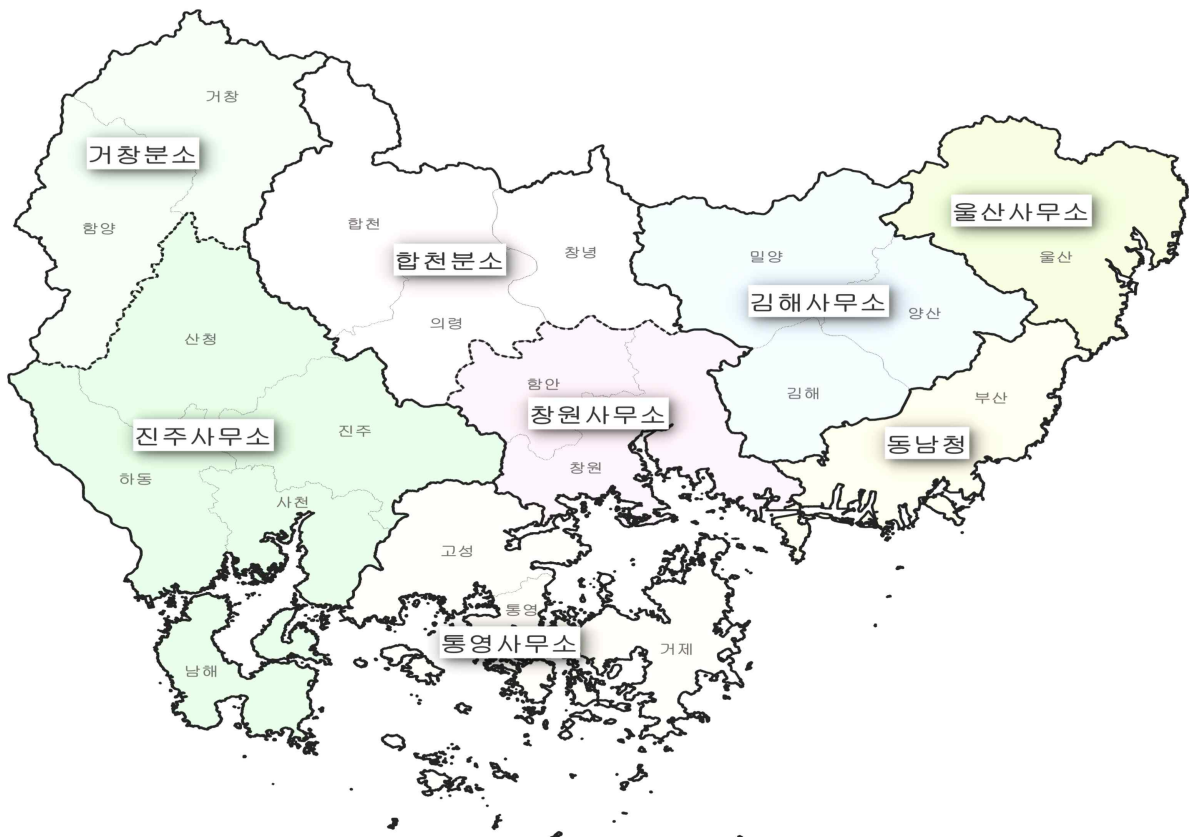 거창
거창분소
함양
합천
합천분소
창녕
의령
밀양
김해사무소
양산
김해
울산사무소
울산
부산
동남청
산청
진주사무소
진주
하동
사천
남해
함안
창원사무소
창원
고성
통영
통영사무소
거제